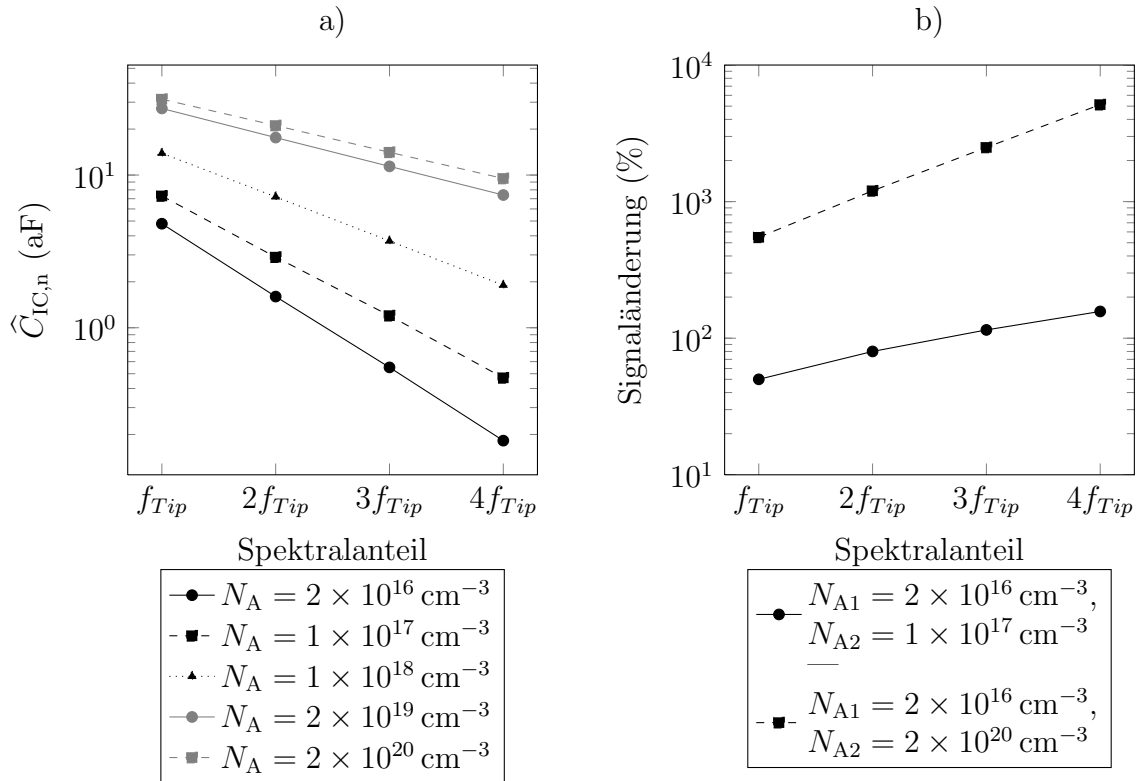 a)
10^1
10^0
Ĉ_IC,n (aF)
f_Tip 2f_Tip 3f_Tip 4f_Tip
Spektralanteil
N_A = 2 × 10^16 cm^−3
N_A = 1 × 10^17 cm^−3
N_A = 1 × 10^18 cm^−3
N_A = 2 × 10^19 cm^−3
N_A = 2 × 10^20 cm^−3
b)
10^4
10^3
10^2
10^1
Signaländerung (%)
f_Tip 2f_Tip 3f_Tip 4f_Tip
Spektralanteil
N_A1 = 2 × 10^16 cm^−3,
N_A2 = 1 × 10^17 cm^−3
—
N_A1 = 2 × 10^16 cm^−3,
N_A2 = 2 × 10^20 cm^−3